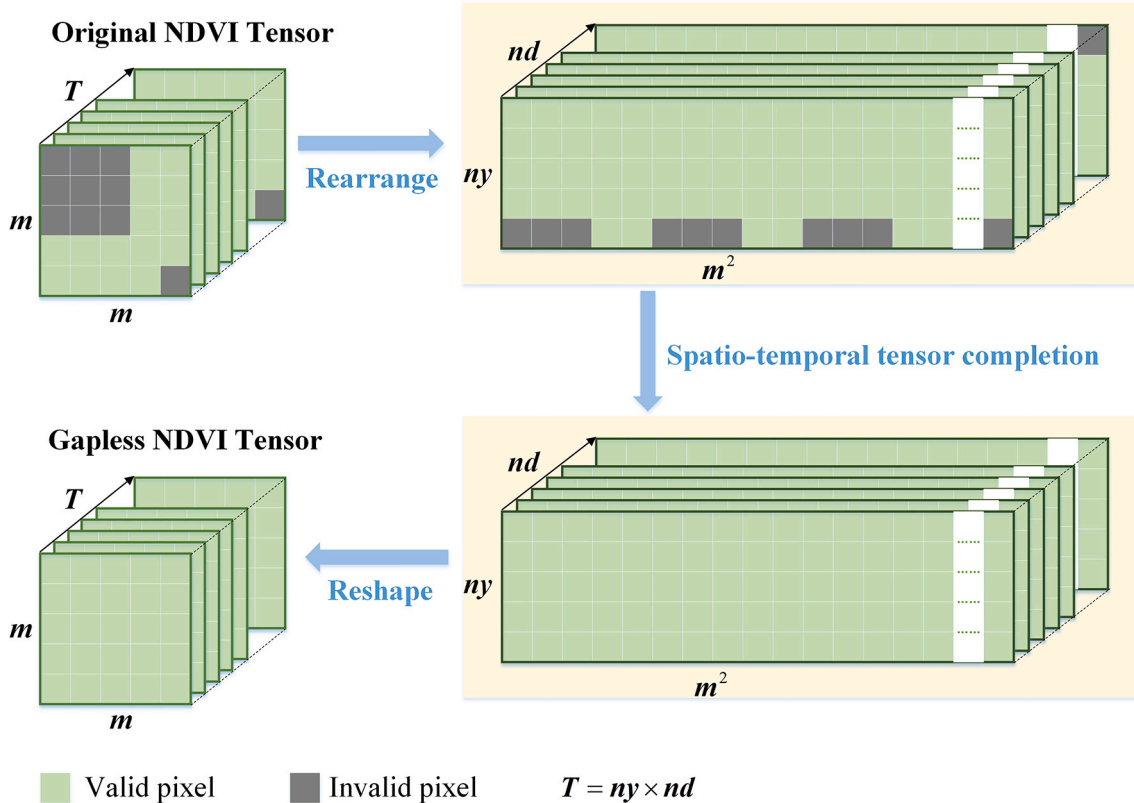 Original NDVI Tensor
T
m
m
Rearrange
nd
ny
......
......
......
......
m²
Spatio-temporal tensor completion
Gapless NDVI Tensor
T
m
m
Reshape
nd
ny
......
......
......
......
m²
Valid pixel
Invalid pixel
T = ny × nd